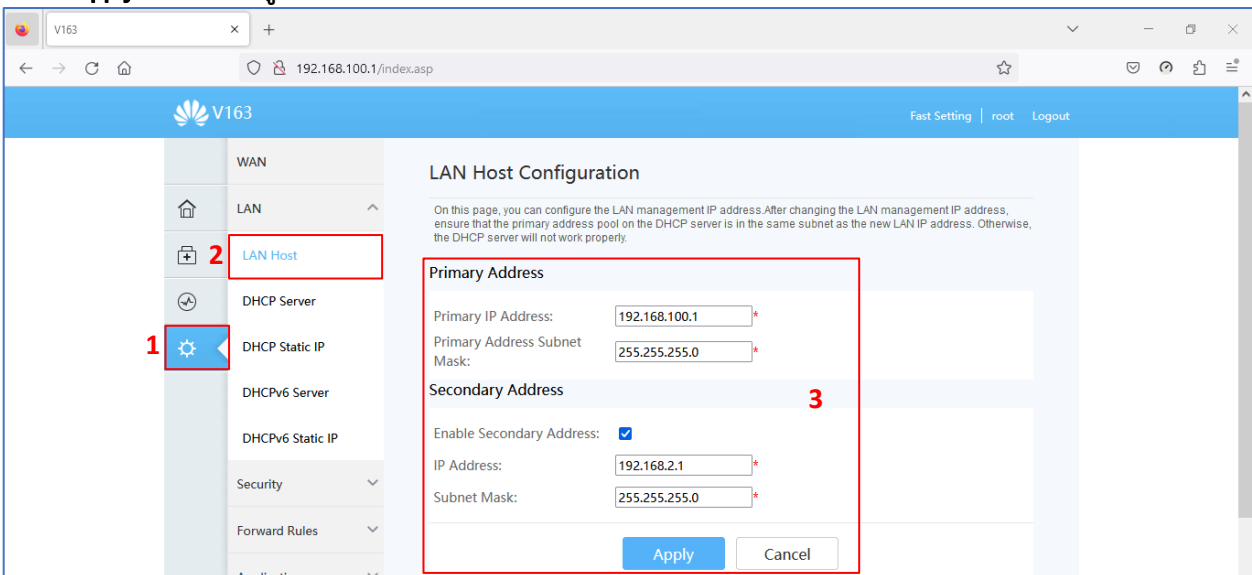 V163
192.168.100.1/index.asp
V163
Fast Setting | root Logout
WAN
LAN
2 LAN Host
DHCP Server
1 DHCP Static IP
DHCPv6 Server
DHCPv6 Static IP
Security
Forward Rules
LAN Host Configuration
On this page, you can configure the LAN management IP address.After changing the LAN management IP address,
ensure that the primary address pool on the DHCP server is in the same subnet as the new LAN IP address. Otherwise,
the DHCP server will not work properly.
Primary Address
Primary IP Address: 192.168.100.1 *
Primary Address Subnet
Mask: 255.255.255.0 *
Secondary Address
3
Enable Secondary Address:
IP Address: 192.168.2.1 *
Subnet Mask: 255.255.255.0 *
Apply Cancel